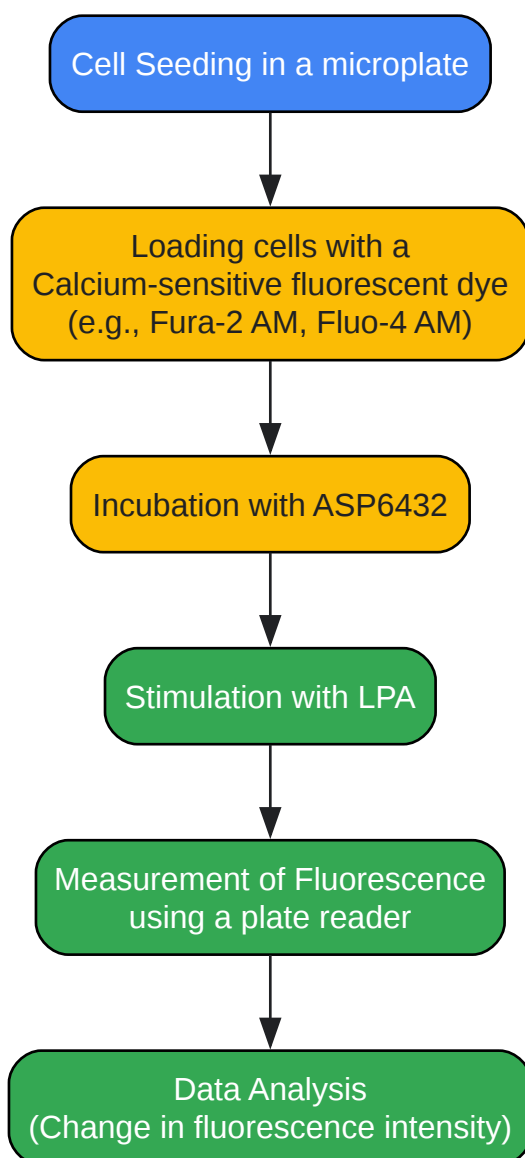 Cell Seeding in a microplate
Loading cells with a
Calcium-sensitive fluorescent dye
(e.g., Fura-2 AM, Fluo-4 AM)
Incubation with ASP6432
Stimulation with LPA
Measurement of Fluorescence
using a plate reader
Data Analysis
(Change in fluorescence intensity)